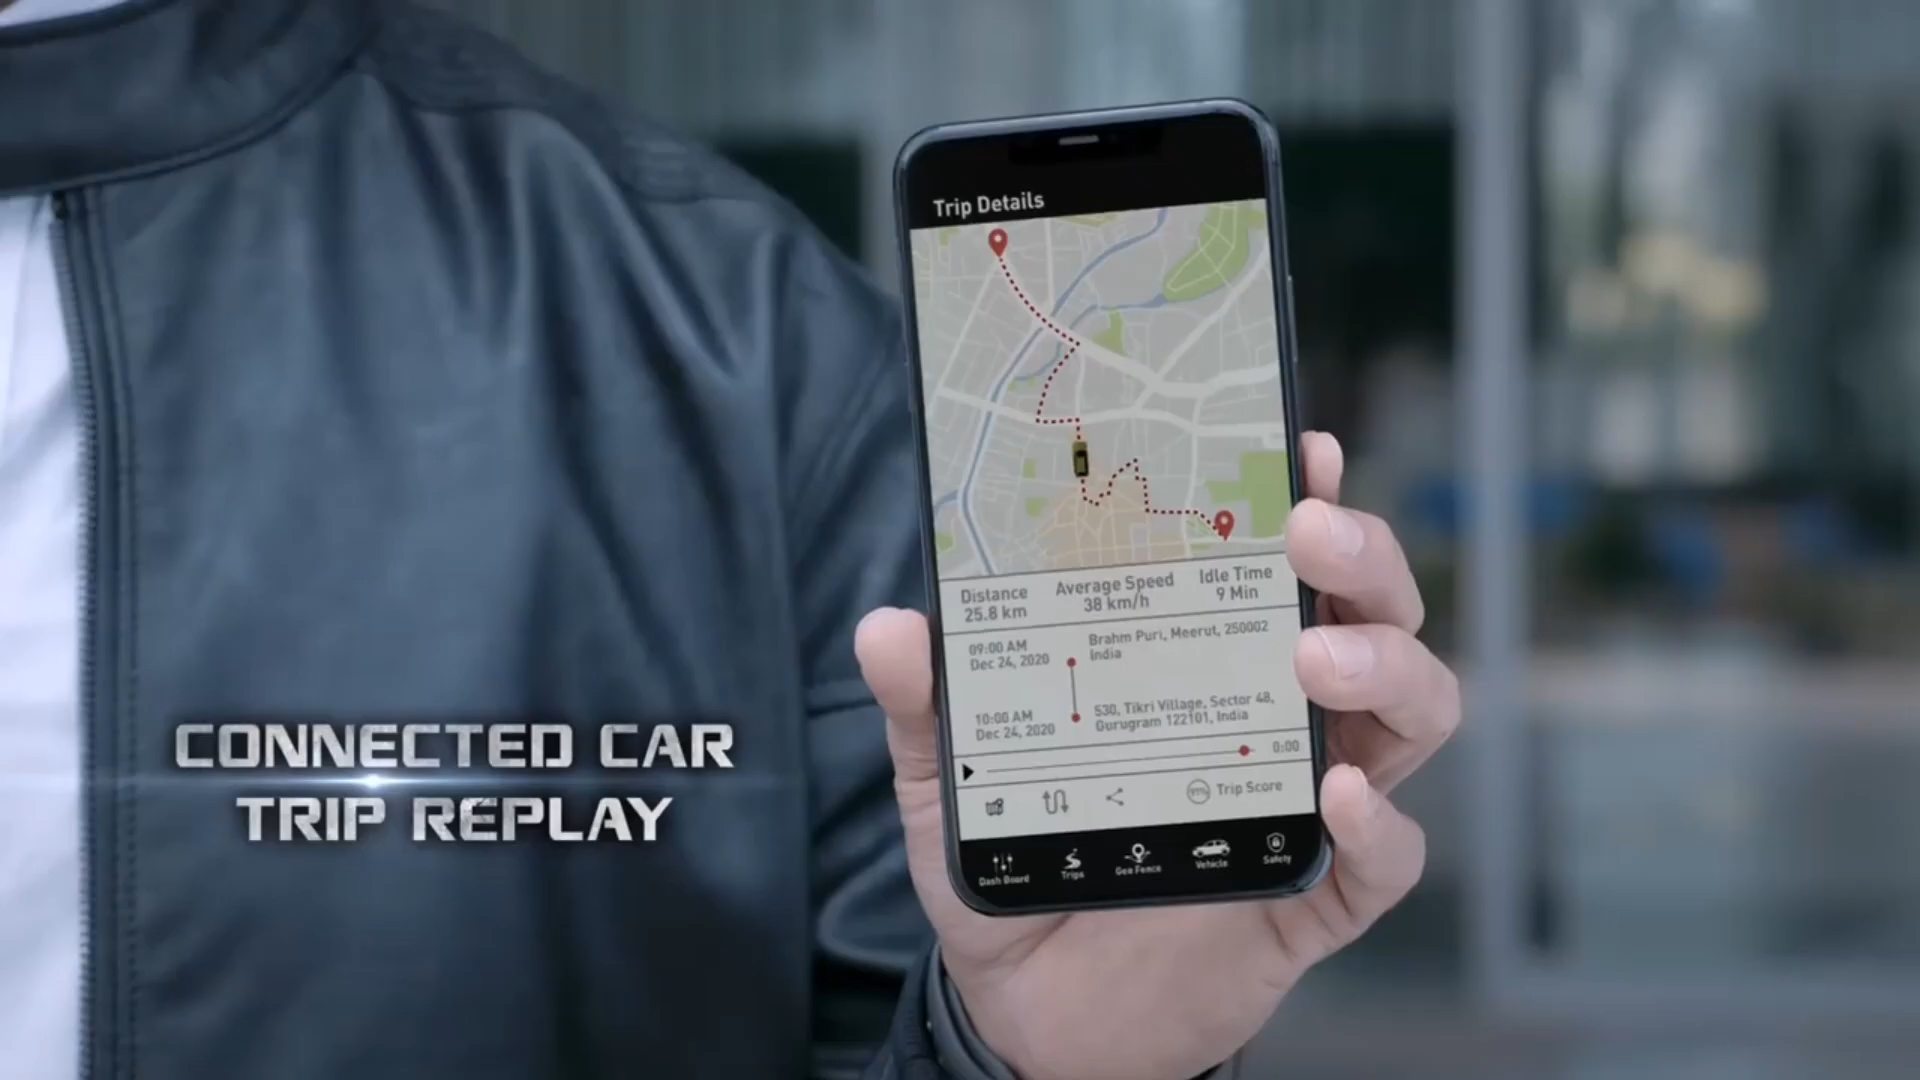 Trip Details
Distance
25.8 km
Average Speed
38 km/h
Idle Time
9 Min
09:00 AM
Dec 24, 2020
Brahm Puri, Meerut, 250002
India
10:00 AM
Dec 24, 2020
530, Tikri Village, Sector 48,
Gurugram 122101, India
0:00
Trip Score
Dash Board
Trips
Geo Fence
Vehicle
Safety
CONNECTED CAR
TRIP REPLAY